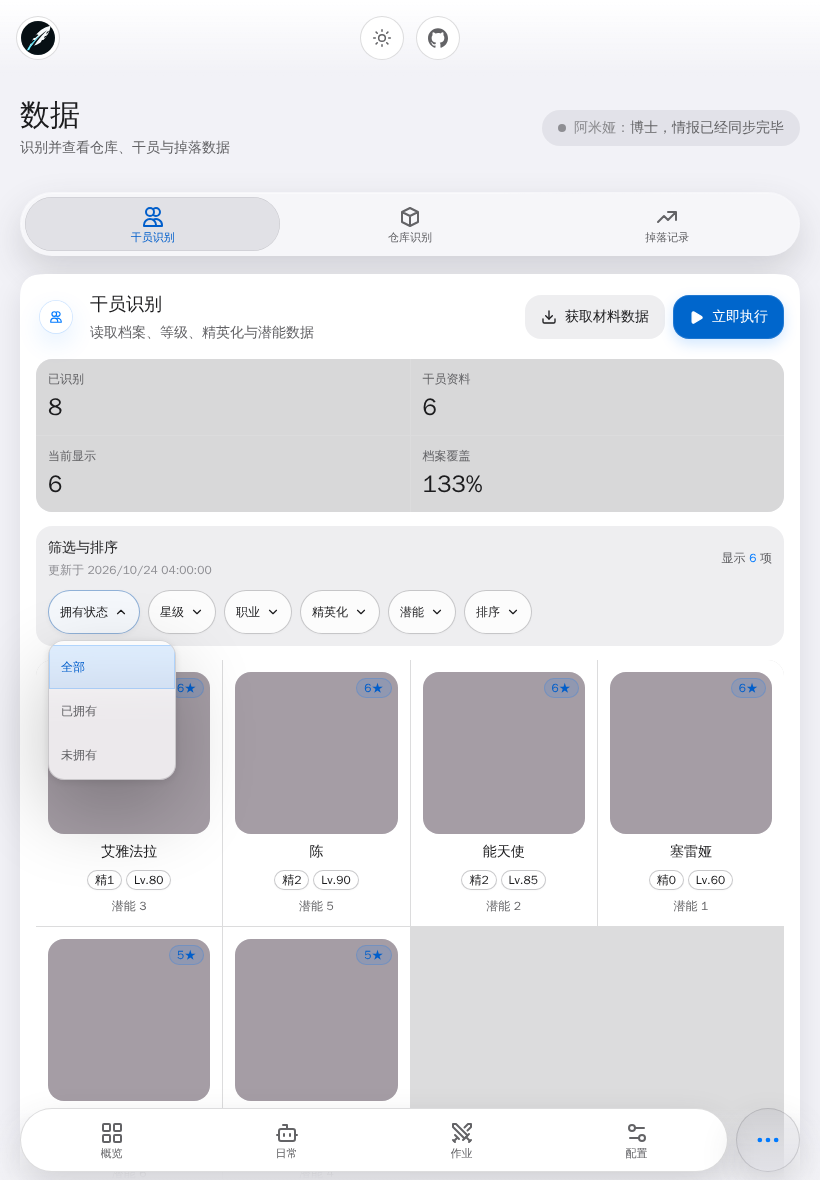 数据
识别并查看仓库、干员与掉落数据
阿米娅：博士，情报已经同步完毕
干员识别
仓库识别
掉落记录
干员识别
读取档案、等级、精英化与潜能数据
获取材料数据
立即执行
已识别
8
干员资料
6
当前显示
6
档案覆盖
133%
筛选与排序
更新于 2026/10/24 04:00:00
显示 6 项
拥有状态
星级
职业
精英化
潜能
排序
全部
已拥有
未拥有
6★
6★
6★
6★
艾雅法拉
陈
能天使
塞雷娅
精1 Lv.80
精2 Lv.90
精2 Lv.85
精0 Lv.60
潜能 3
潜能 5
潜能 2
潜能 1
5★
5★
概览
日常
作业
配置